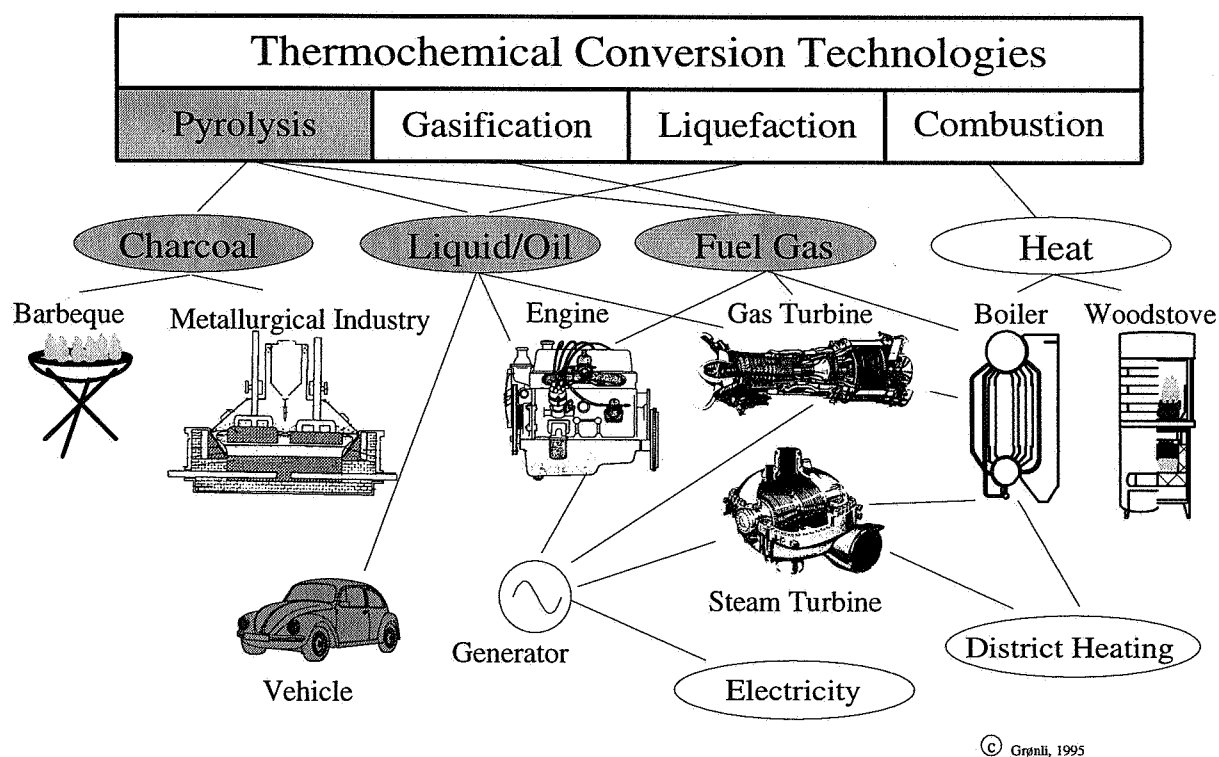 Thermochemical Conversion Technologies
Pyrolysis
Gasification
Liquefaction
Combustion
Charcoal
Liquid/Oil
Fuel Gas
Heat
Barbeque
Metallurgical Industry
Engine
Gas Turbine
Boiler
Woodstove
Steam Turbine
Generator
District Heating
Vehicle
Electricity
© Grønli, 1995